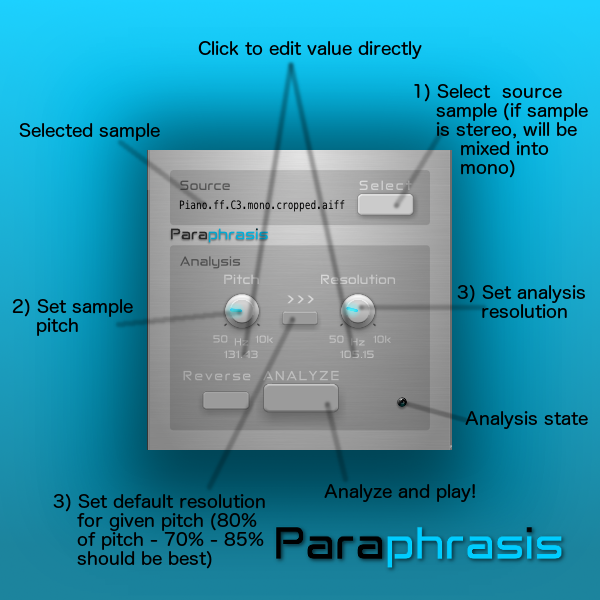 Click to edit value directly
1) Select source
sample (if sample
is stereo, will be
mixed into
mono)
Selected sample
Source
Select
Piano.ff.C3.mono.cropped.aiff
Paraphrasis
Analysis
Pitch
Resolution
>>>
2) Set sample
pitch
3) Set analysis
resolution
50 Hz 10k
131.43
50 Hz 10k
105.15
Reverse
ANALYZE
Analysis state
3) Set default resolution
for given pitch (80%
of pitch - 70% - 85%
should be best)
Analyze and play!
Paraphrasis